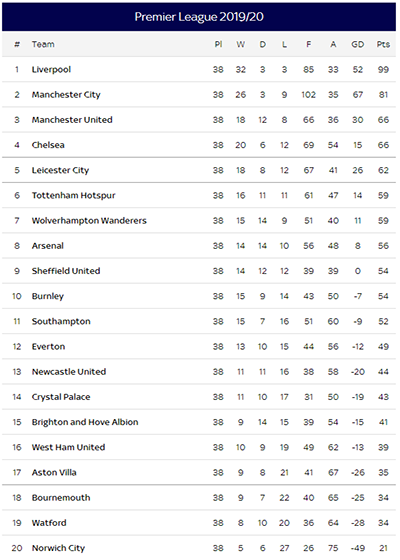 Premier League 2019/20
# Team Pl W D L F A GD Pts
1 Liverpool 38 32 3 3 85 33 52 99
2 Manchester City 38 26 3 9 102 35 67 81
3 Manchester United 38 18 12 8 66 36 30 66
4 Chelsea 38 20 6 12 69 54 15 66
5 Leicester City 38 18 8 12 67 41 26 62
6 Tottenham Hotspur 38 16 11 11 61 47 14 59
7 Wolverhampton Wanderers 38 15 14 9 51 40 11 59
8 Arsenal 38 14 14 10 56 48 8 56
9 Sheffield United 38 14 12 12 39 39 0 54
10 Burnley 38 15 9 14 43 50 -7 54
11 Southampton 38 15 7 16 51 60 -9 52
12 Everton 38 13 10 15 44 56 -12 49
13 Newcastle United 38 11 11 16 38 58 -20 44
14 Crystal Palace 38 11 10 17 31 50 -19 43
15 Brighton and Hove Albion 38 9 14 15 39 54 -15 41
16 West Ham United 38 10 9 19 49 62 -13 39
17 Aston Villa 38 9 8 21 41 67 -26 35
18 Bournemouth 38 9 7 22 40 65 -25 34
19 Watford 38 8 10 20 36 64 -28 34
20 Norwich City 38 5 6 27 26 75 -49 21